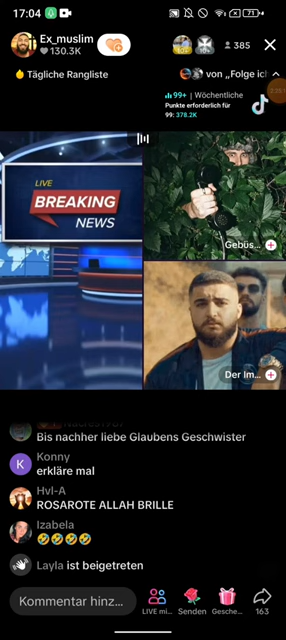 17:04
71
Ex_muslim
130.3K
385
Tägliche Rangliste
von „Folge ich
99+ | Wöchentliche
Punkte erforderlich für
99: 378.2K
LIVE
BREAKING
NEWS
Gebüs...
Der Im...
Bis nachher liebe Glaubens Geschwister
K
Konny
erkläre mal
Hvl-A
ROSAROTE ALLAH BRILLE
Izabela
🤣🤣🤣🤣
Layla ist beigetreten
Kommentar hinz...
LIVE mi...
Senden
Gesche...
163